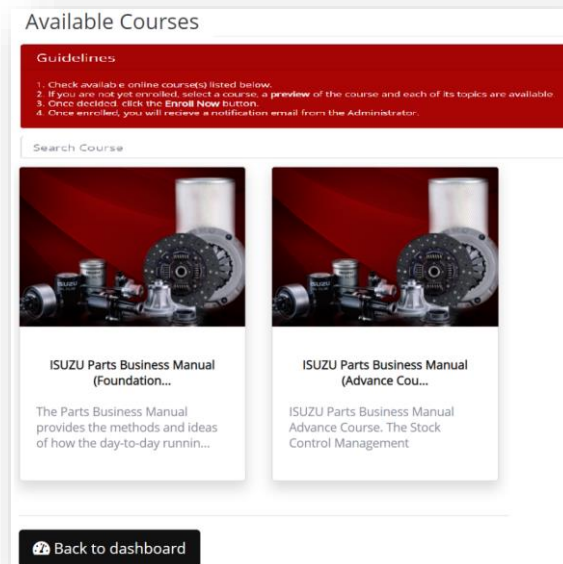 Available Courses
Guidelines
1. Check available online course(s) listed below.
2. If you are not yet enrolled, select a course, a preview of the course and each of its topics are available.
3. Once decided, click the Enroll Now button.
4. Once enrolled, you will recieve a notification email from the Administrator.
Search Course
ISUZU Parts Business Manual
(Foundation...
The Parts Business Manual
provides the methods and ideas
of how the day-to-day runnin...
ISUZU Parts Business Manual
(Advance Cou...
ISUZU Parts Business Manual
Advance Course. The Stock
Control Management
Back to dashboard